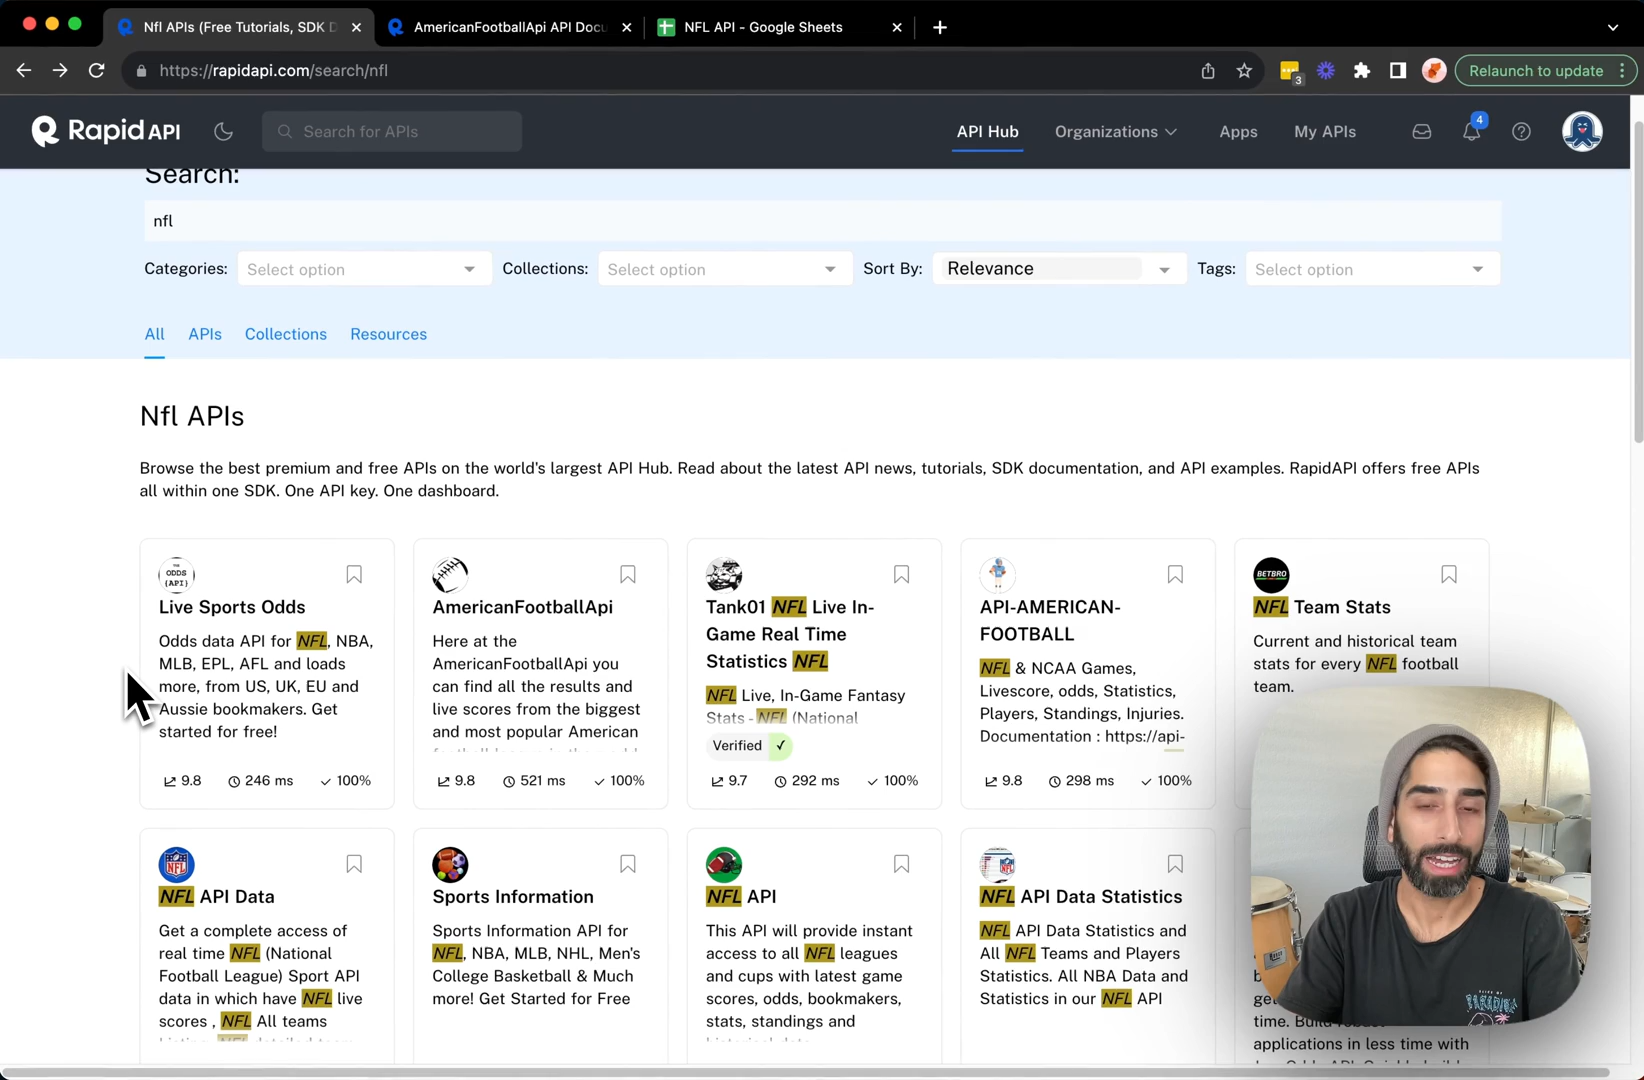 Nfl APIs (Free Tutorials, SDK D
AmericanFootballApi API Docu
NFL API - Google Sheets
https://rapidapi.com/search/nfl
3
Relaunch to update
Rapid API
Search for APIs
API Hub
Organizations
Apps
My APIs
4
Search:
nfl
Categories:
Select option
Collections:
Select option
Sort By:
Relevance
Tags:
Select option
All
APIs
Collections
Resources
Nfl APIs
Browse the best premium and free APIs on the world's largest API Hub. Read about the latest API news, tutorials, SDK documentation, and API examples. RapidAPI offers free APIs
all within one SDK. One API key. One dashboard.
ODDS
{API}
Live Sports Odds
Odds data API for NFL, NBA,
MLB, EPL, AFL and loads
more, from US, UK, EU and
Aussie bookmakers. Get
started for free!
9.8
246 ms
100%
AmericanFootballApi
Here at the
AmericanFootballApi you
can find all the results and
live scores from the biggest
and most popular American
9.8
521 ms
100%
Tank01 NFL Live In-
Game Real Time
Statistics NFL
NFL Live, In-Game Fantasy
Stats - NFL (National
Verified
9.7
292 ms
100%
API-AMERICAN-
FOOTBALL
NFL & NCAA Games,
Livescore, odds, Statistics,
Players, Standings, Injuries.
Documentation : https://api-
9.8
298 ms
100%
BETBRO
NFL Team Stats
Current and historical team
stats for every NFL football
team.
NFL
NFL API Data
Get a complete access of
real time NFL (National
Football League) Sport API
data in which have NFL live
scores , NFL All teams
Sports Information
Sports Information API for
NFL, NBA, MLB, NHL, Men's
College Basketball & Much
more! Get Started for Free
NFL API
This API will provide instant
access to all NFL leagues
and cups with latest game
scores, odds, bookmakers,
stats, standings and
NFL API Data Statistics
NFL API Data Statistics and
All NFL Teams and Players
Statistics. All NBA Data and
Statistics in our NFL API
time. Build
applications in less time with
PARADISE